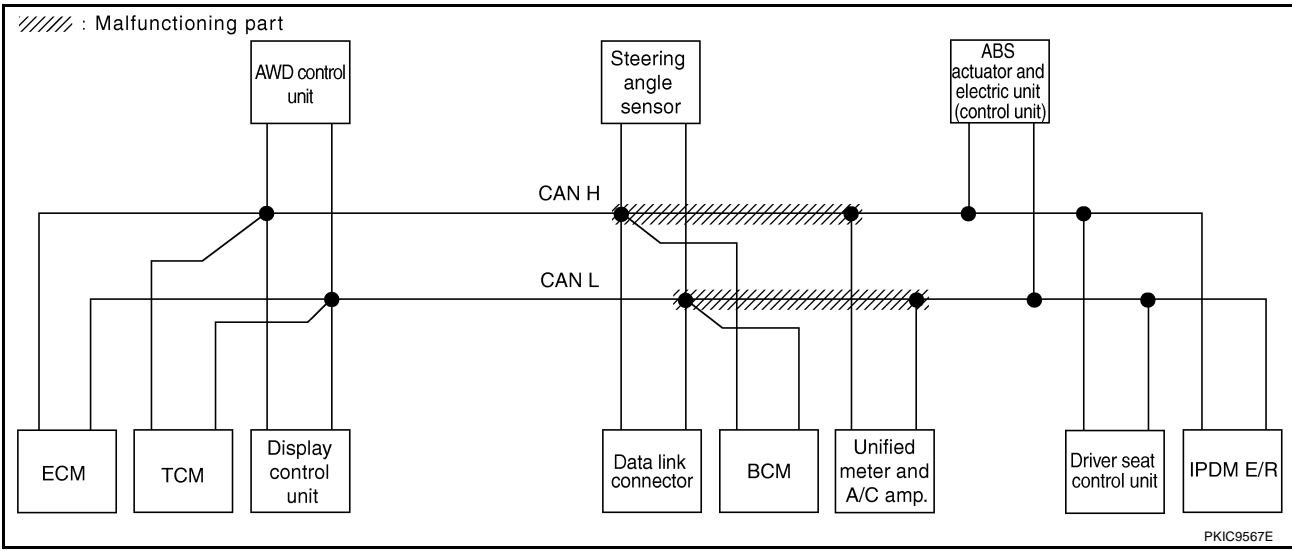 : Malfunctioning part
AWD control
unit
Steering
angle
sensor
ABS
actuator and
electric unit
(control unit)
CAN H
CAN L
ECM
TCM
Display
control
unit
Data link
connector
BCM
Unified
meter and
A/C amp.
Driver seat
control unit
IPDM E/R
PKIC9567E